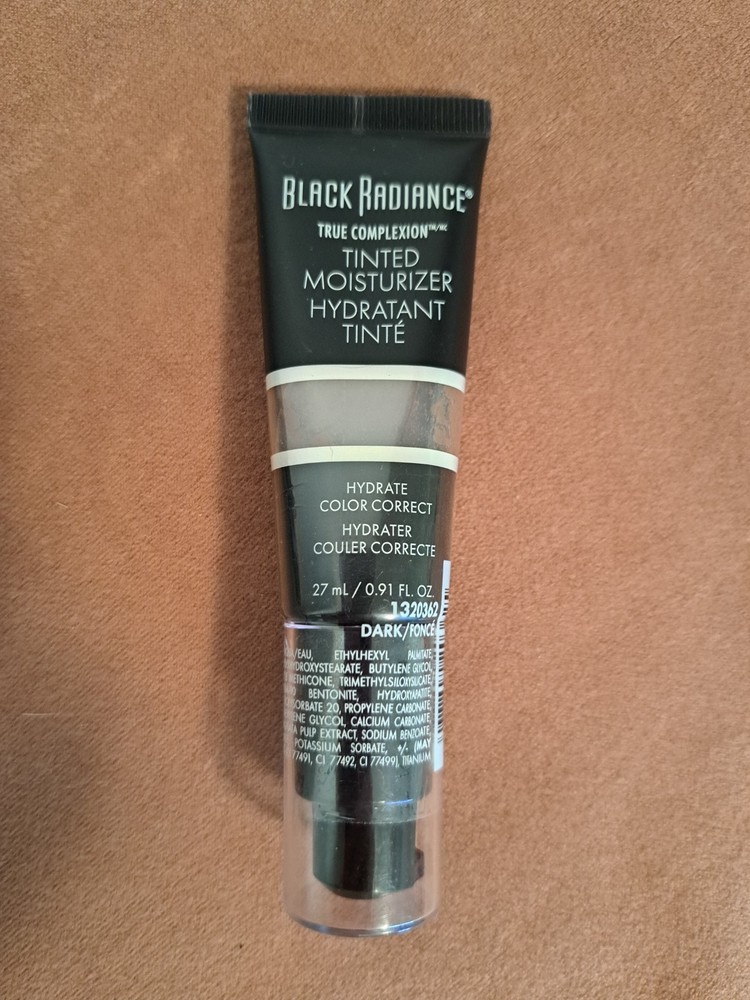 BLACK RADIANCE®
TRUE COMPLEXION™/MC
TINTED
MOISTURIZER
HYDRATANT
TINTÉ
HYDRATE
COLOR CORRECT
HYDRATER
COULER CORRECTE
27 mL / 0.91 FL. OZ.
1320362
DARK/FONCÉ
/EAU, ETHYLHEXYL PALMITATE,
BUTYLENE GLYCOL,
TRIMETHYLSILOXYSILICATE,
BENTONITE, HYDROXYAPATITE,
20, PROPYLENE CARBONATE,
GLYCOL, CALCIUM CARBONATE,
PULP EXTRACT, SODIUM BENZOATE,
POTASSIUM SORBATE, +/- (MAY
77491, CI 77492, CI 77499), TITANIUM